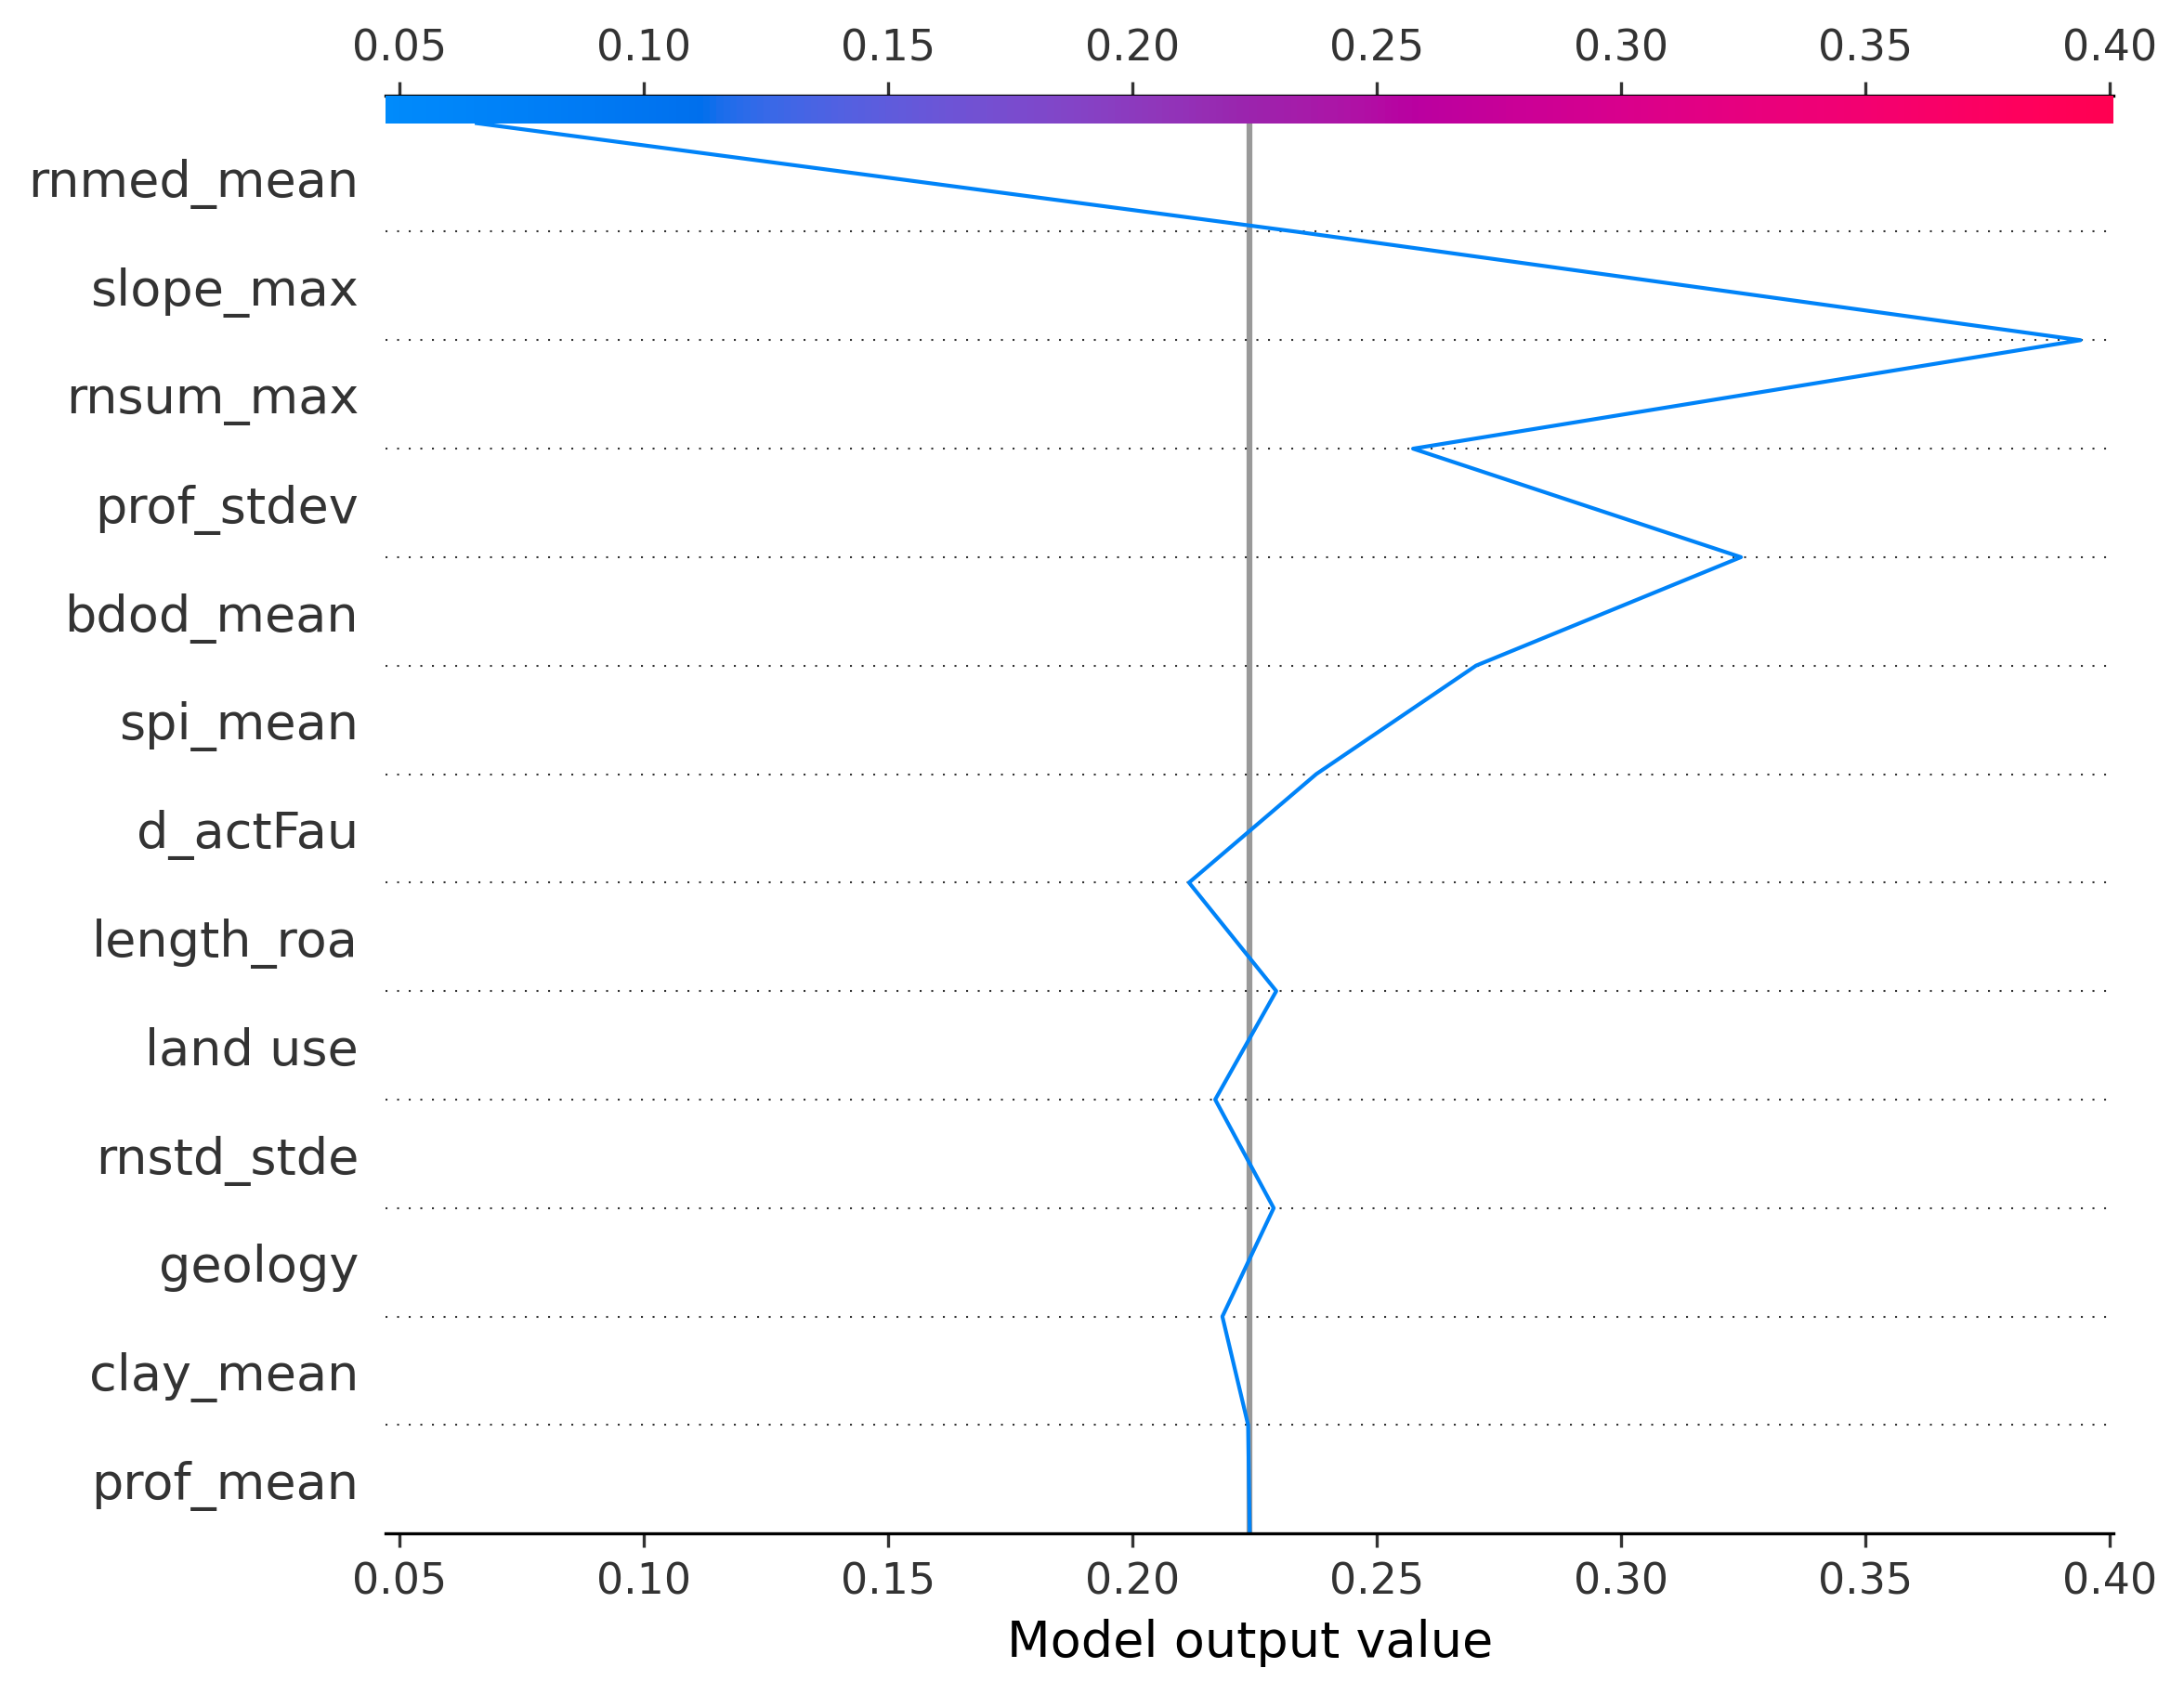 0.05 0.10 0.15 0.20 0.25 0.30 0.35 0.40
rnmed_mean
slope_max
rnsum_max
prof_stdev
bdod_mean
spi_mean
d_actFau
length_roa
land use
rnstd_stde
geology
clay_mean
prof_mean
0.05 0.10 0.15 0.20 0.25 0.30 0.35 0.40
Model output value